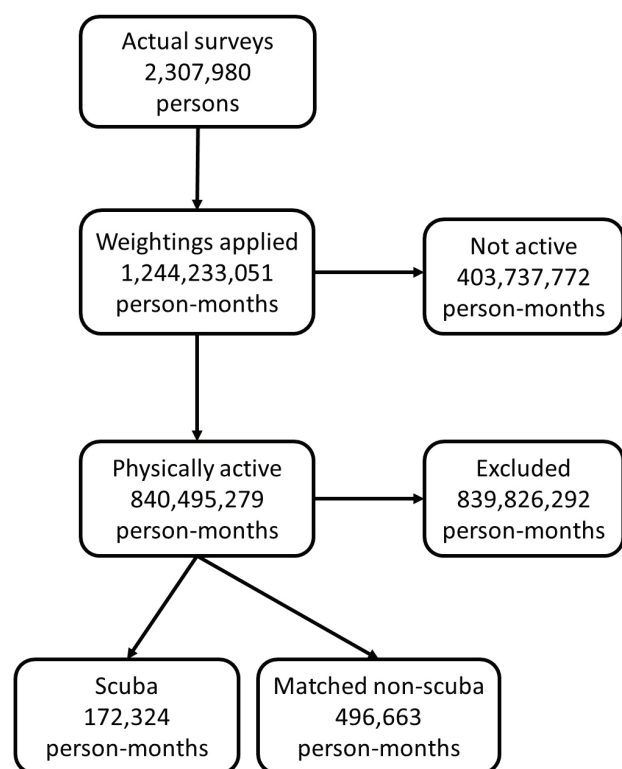 Actual surveys
2,307,980
persons
Weightings applied
1,244,233,051
person-months
Not active
403,737,772
person-months
Physically active
840,495,279
person-months
Excluded
839,826,292
person-months
Scuba
172,324
person-months
Matched non-scuba
496,663
person-months